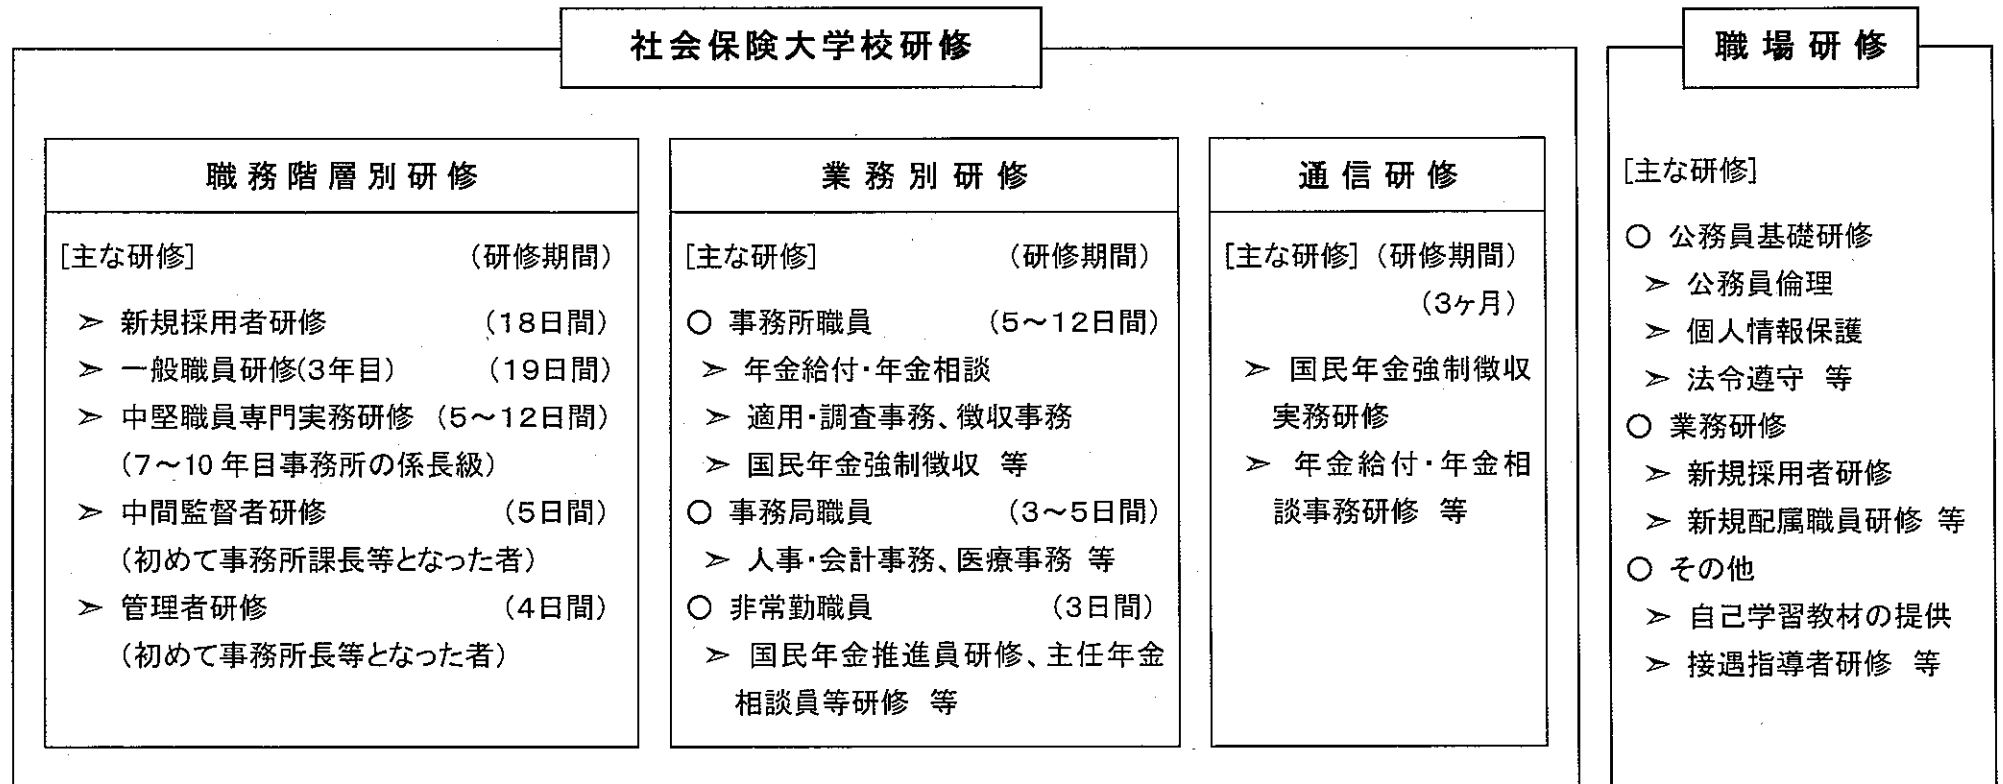 社会保険大学校研修
職務階層別研修
[主な研修] (研修期間)
➢ 新規採用者研修 (18日間)
➢ 一般職員研修(3年目) (19日間)
➢ 中堅職員専門実務研修 (5～12日間)
(7～10年目事務所の係長級)
➢ 中間監督者研修 (5日間)
(初めて事務所課長等となった者)
➢ 管理者研修 (4日間)
(初めて事務所長等となった者)
業務別研修
[主な研修] (研修期間)
○ 事務所職員 (5～12日間)
➢ 年金給付・年金相談
➢ 適用・調査事務、徴収事務
➢ 国民年金強制徴収 等
○ 事務局職員 (3～5日間)
➢ 人事・会計事務、医療事務 等
○ 非常勤職員 (3日間)
➢ 国民年金推進員研修、主任年金
相談員等研修 等
通信研修
[主な研修] (研修期間)
(3ヶ月)
➢ 国民年金強制徴収
実務研修
➢ 年金給付・年金相
談事務研修 等
職場研修
[主な研修]
○ 公務員基礎研修
➢ 公務員倫理
➢ 個人情報保護
➢ 法令遵守 等
○ 業務研修
➢ 新規採用者研修
➢ 新規配属職員研修 等
○ その他
➢ 自己学習教材の提供
➢ 接遇指導者研修 等